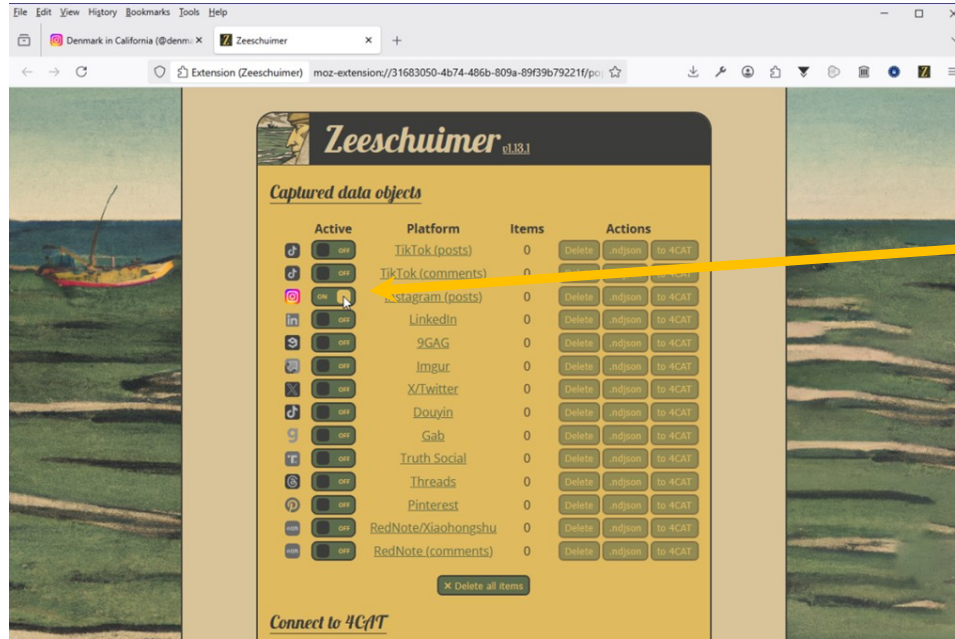 File Edit View History Bookmarks Tools Help
Denmark in California (@denm
Zeeschuimer
Extension (Zeeschuimer) moz-extension://31683050-4b74-486b-809a-89f39b79221f/po
Zeeschuimer v1.13.1
Captured data objects
Active Platform Items Actions
OFF TikTok (posts) 0 Delete .ndjson to 4CAT
OFF TikTok (comments) 0 Delete .ndjson to 4CAT
ON Instagram (posts) 0 Delete .ndjson to 4CAT
OFF LinkedIn 0 Delete .ndjson to 4CAT
OFF 9GAG 0 Delete .ndjson to 4CAT
OFF Imgur 0 Delete .ndjson to 4CAT
OFF X/Twitter 0 Delete .ndjson to 4CAT
OFF Douyin 0 Delete .ndjson to 4CAT
OFF Gab 0 Delete .ndjson to 4CAT
OFF Truth Social 0 Delete .ndjson to 4CAT
OFF Threads 0 Delete .ndjson to 4CAT
OFF Pinterest 0 Delete .ndjson to 4CAT
OFF RedNote/Xiaohongshu 0 Delete .ndjson to 4CAT
OFF RedNote (comments) 0 Delete .ndjson to 4CAT
× Delete all items
Connect to 4CAT